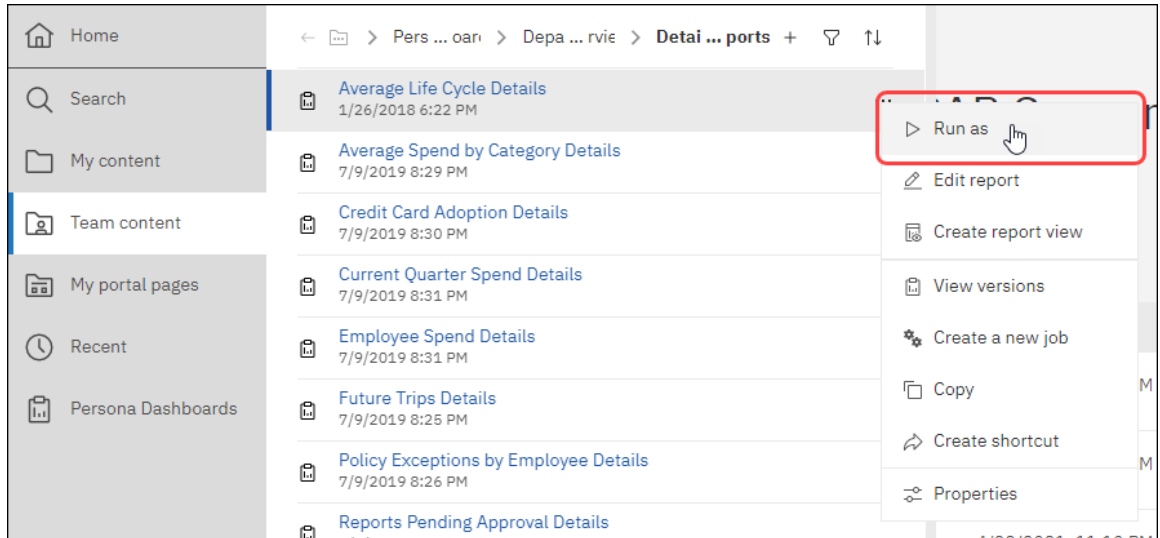 Home
Search
My content
Team content
My portal pages
Recent
Persona Dashboards
Pers ... oar > Depa ... rvie > Detai ... ports +
Average Life Cycle Details
1/26/2018 6:22 PM
Average Spend by Category Details
7/9/2019 8:29 PM
Credit Card Adoption Details
7/9/2019 8:30 PM
Current Quarter Spend Details
7/9/2019 8:31 PM
Employee Spend Details
7/9/2019 8:31 PM
Future Trips Details
7/9/2019 8:25 PM
Policy Exceptions by Employee Details
7/9/2019 8:26 PM
Reports Pending Approval Details
Run as
Edit report
Create report view
View versions
Create a new job
Copy
Create shortcut
Properties
M
M